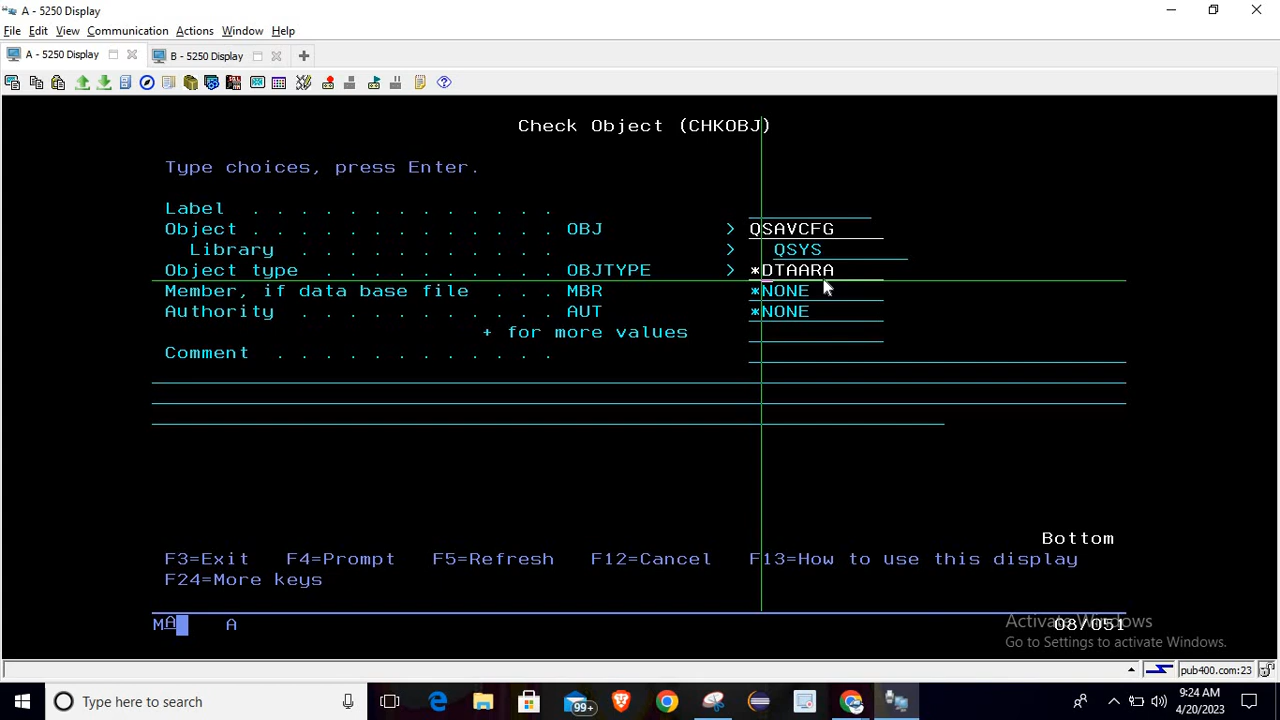 A - 5250 Display
File Edit View Communication Actions Window Help
A - 5250 Display B - 5250 Display
Check Object (CHKOBJ)
Type choices, press Enter.
Label . . . . . . . . . . . . .
Object . . . . . . . . . . . . . OBJ > QSAVCFG
Library . . . . . . . . . . . > QSYS
Object type . . . . . . . . . . OBJTYPE > *DTAARA
Member, if data base file . . . MBR *NONE
Authority . . . . . . . . . . . AUT *NONE
+ for more values
Comment . . . . . . . . . . . .
Bottom
F3=Exit F4=Prompt F5=Refresh F12=Cancel F13=How to use this display
F24=More keys
MA A 08/051
Activate Windows
Go to Settings to activate Windows.
pub400.com:23
Type here to search 99+ 9:24 AM
4/20/2023